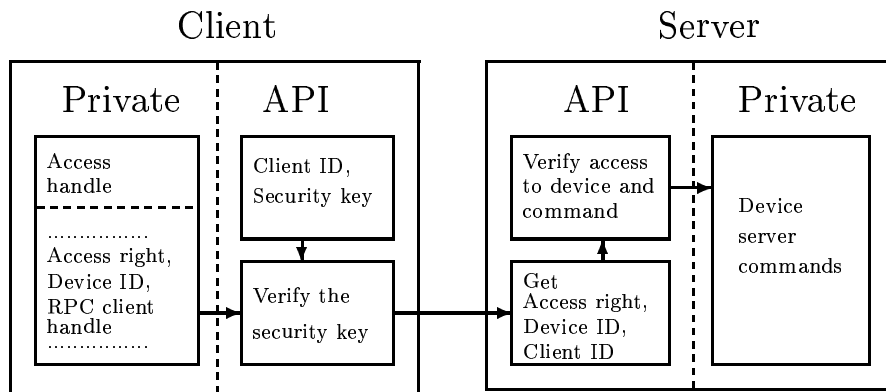 Client
Server
Private
API
API
Private
Access
handle
................
Access right,
Device ID,
RPC client
handle
................
Client ID,
Security key
Verify the
security key
Verify access
to device and
command
Get
Access right,
Device ID,
Client ID
Device
server
commands